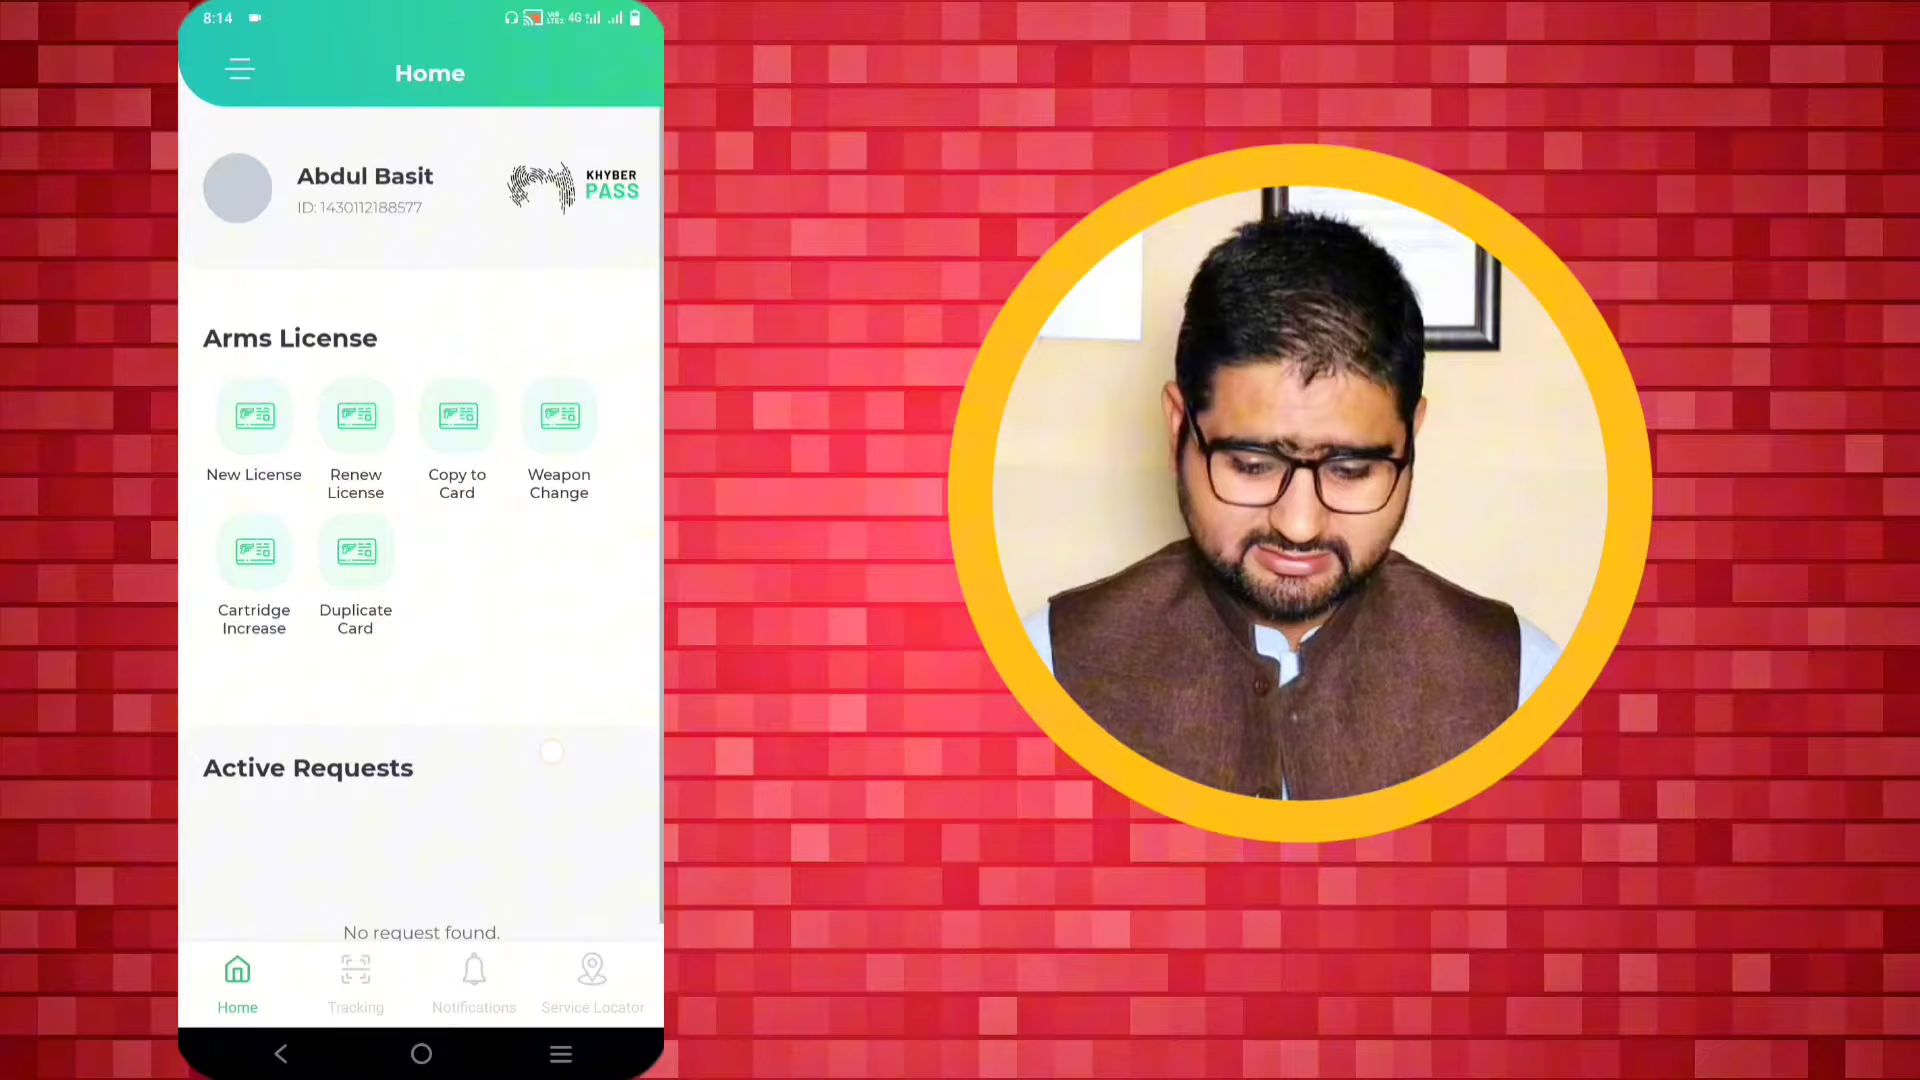 8:14
4G
Home
Abdul Basit
ID: 1430112188577
KHYBER
PASS
Arms License
New License
Renew
License
Copy to
Card
Weapon
Change
Cartridge
Increase
Duplicate
Card
Active Requests
No request found.
Home
Tracking
Notifications
Service Locator